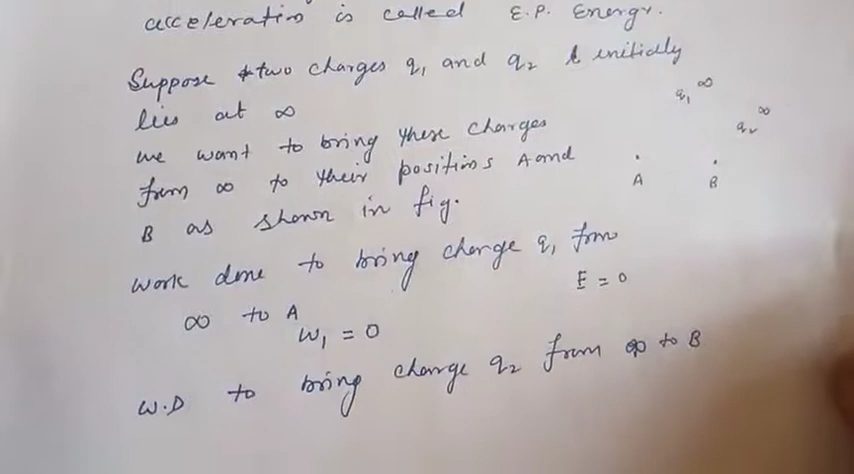 acceleration is called E.P. Energy.
Suppose two charges q₁ and q₂ initially
lies at ∞
q₁ ∞
q₂ ∞
we want to bring these charges
from ∞ to their positions A and
A B
B as shown in fig.
work done to bring charge q₁ from
E = 0
∞ to A
W₁ = 0
W.D to bring charge q₂ from ∞ to B